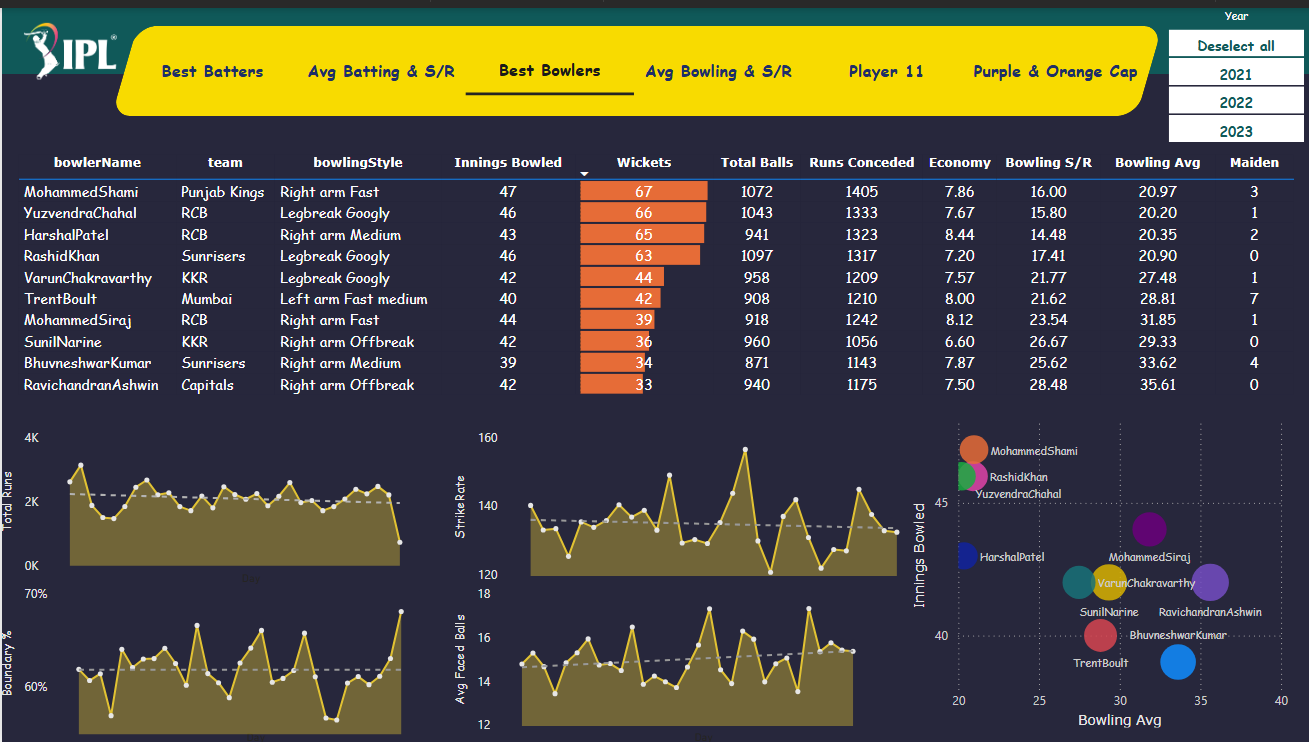 Year
IPL
Best Batters Avg Batting & S/R Best Bowlers Avg Bowling & S/R Player 11 Purple & Orange Cap
Deselect all
2021
2022
2023
bowlerName team bowlingStyle Innings Bowled Wickets Total Balls Runs Conceded Economy Bowling S/R Bowling Avg Maiden
MohammedShami Punjab Kings Right arm Fast 47 67 1072 1405 7.86 16.00 20.97 3
YuzvendraChahal RCB Legbreak Googly 46 66 1043 1333 7.67 15.80 20.20 1
HarshalPatel RCB Right arm Medium 43 65 941 1323 8.44 14.48 20.35 2
RashidKhan Sunrisers Legbreak Googly 46 63 1097 1317 7.20 17.41 20.90 0
VarunChakravarthy KKR Legbreak Googly 42 44 958 1209 7.57 21.77 27.48 1
TrentBoult Mumbai Left arm Fast medium 40 42 908 1210 8.00 21.62 28.81 7
MohammedSiraj RCB Right arm Fast 44 39 918 1242 8.12 23.54 31.85 1
SunilNarine KKR Right arm Offbreak 42 36 960 1056 6.60 26.67 29.33 0
BhuvneshwarKumar Sunrisers Right arm Medium 39 34 871 1143 7.87 25.62 33.62 4
RavichandranAshwin Capitals Right arm Offbreak 42 33 940 1175 7.50 28.48 35.61 0
Total Runs
4K
2K
0K
Strike Rate
160
140
120
Boundary %
70%
60%
Avg Faced Balls
18
16
14
12
Innings Bowled
45
40
MohammedShami
RashidKhan
YuzvendraChahal
HarshalPatel
MohammedSiraj
VarunChakravarthy
SunilNarine
RavichandranAshwin
BhuvneshwarKumar
TrentBoult
20 25 30 35 40
Bowling Avg